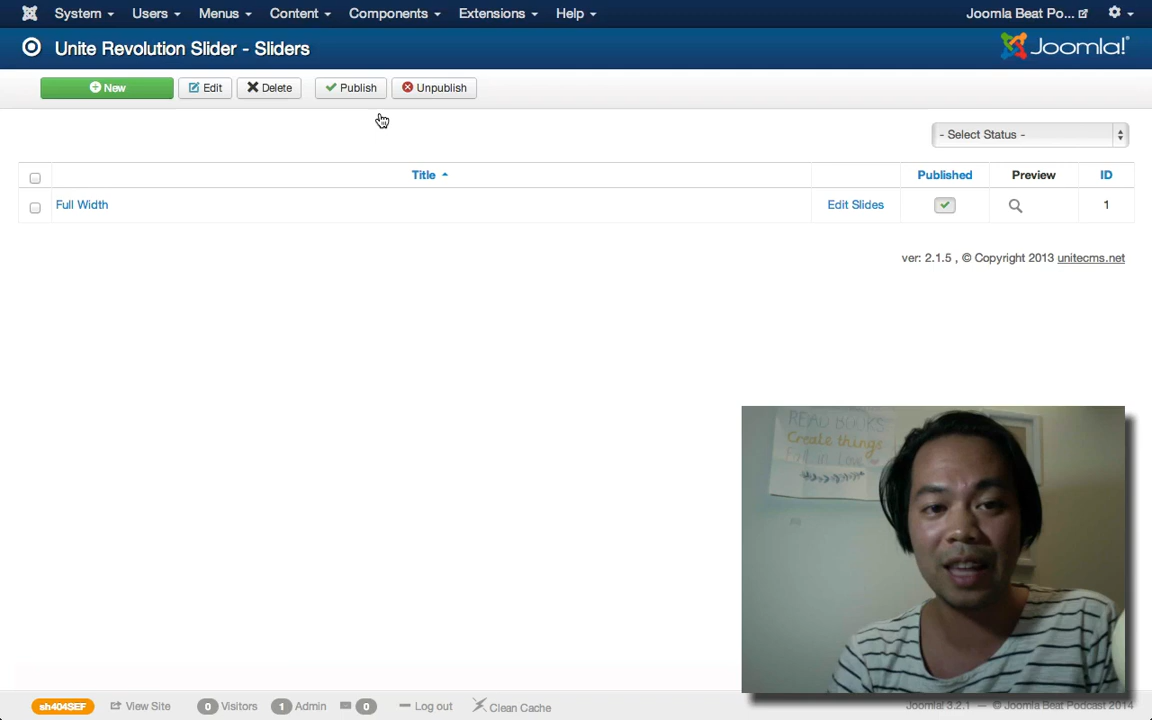 System Users Menus Content Components Extensions Help Joomla Beat Po...
Unite Revolution Slider - Sliders Joomla!®
New Edit Delete Publish Unpublish
- Select Status -
Title Published Preview ID
Full Width Edit Slides 1
ver: 2.1.5 , © Copyright 2013 unitecms.net
READ BOOKS
Create things
Fall in Love
sh404SEF View Site 0 Visitors 1 Admin 0 Log out Clean Cache Joomla! 3.2.1 — © Joomla Beat Podcast 2014